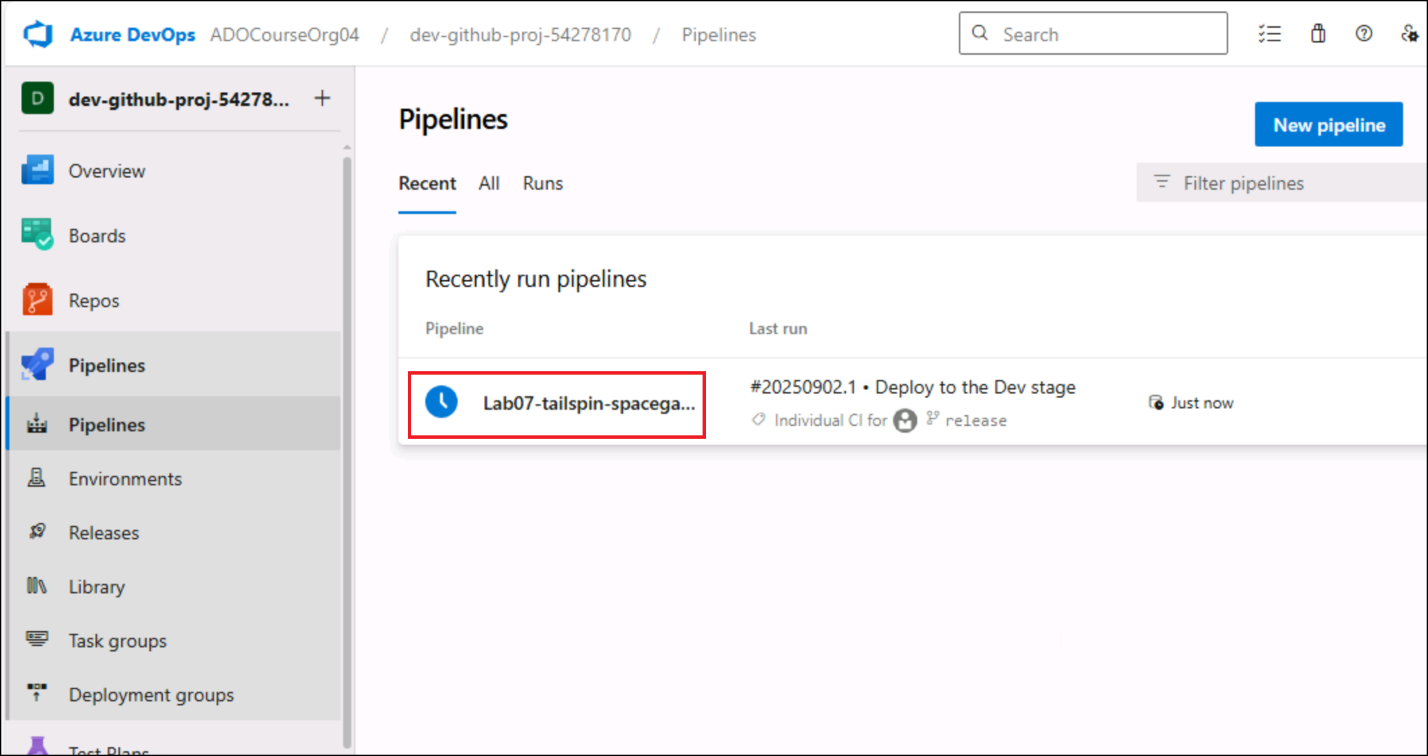 Azure DevOps ADOCourseOrg04 / dev-github-proj-54278170 / Pipelines
Search
D dev-github-proj-54278... +
Overview
Boards
Repos
Pipelines
Pipelines
Environments
Releases
Library
Task groups
Deployment groups
Test Plans
Pipelines
New pipeline
Recent All Runs
Filter pipelines
Recently run pipelines
Pipeline Last run
Lab07-tailspin-spacega...
#20250902.1 • Deploy to the Dev stage
Individual CI for release
Just now